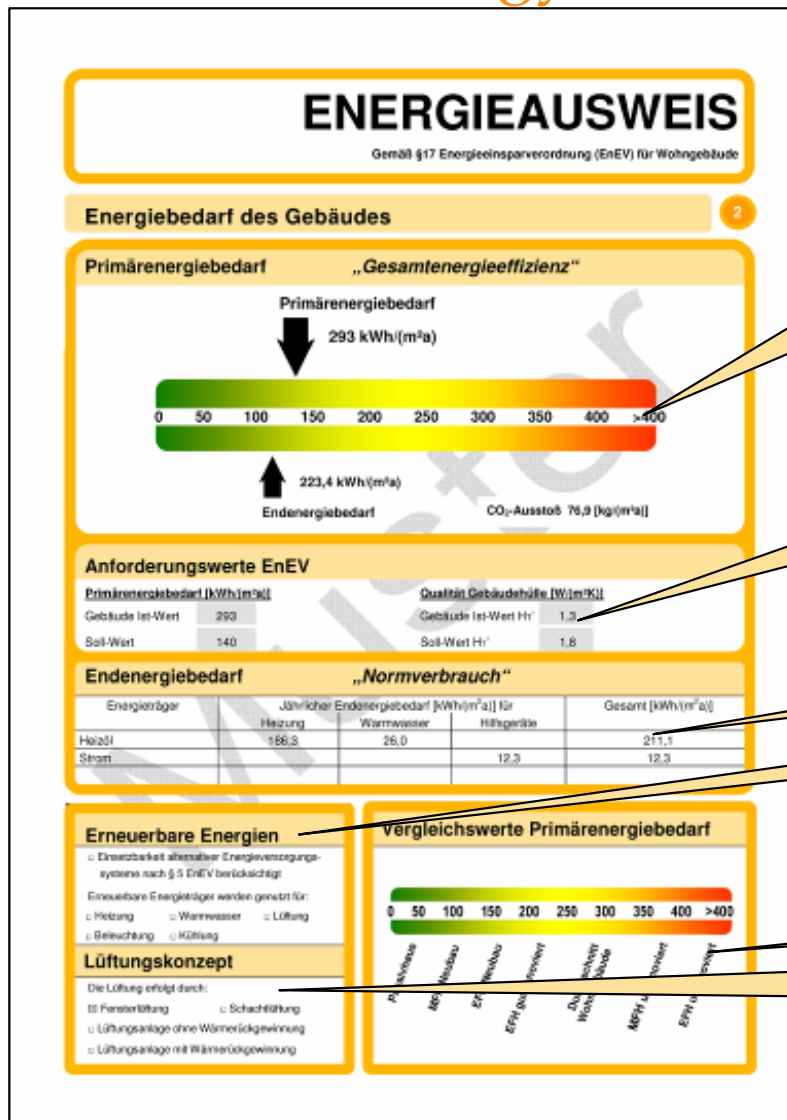 ENERGIEAUSWEIS
Gemäß §17 Energieeinsparverordnung (EnEV) für Wohngebäude
Energiebedarf des Gebäudes 2
Primärenergiebedarf „Gesamtenergieeffizienz“
Primärenergiebedarf
293 kWh/(m²a)
0 50 100 150 200 250 300 350 400 >400
223,4 kWh/(m²a)
Endenergiebedarf CO₂-Ausstoß 76,9 [kg/(m²a)]
Anforderungswerte EnEV
Primärenergiebedarf [kWh/(m²a)] Qualität Gebäudehülle [W/(m²K)]
Gebäude Ist-Wert 293 Gebäude Ist-Wert HT' 1,3
Soll-Wert 140 Soll-Wert HT' 1,8
Endenergiebedarf „Normverbrauch“
Energieträger Jährlicher Endenergiebedarf [kWh/(m²a)] für Gesamt [kWh/(m²a)]
Heizung Warmwasser Hilfsgeräte
Heizöl 186,3 26,0 211,1
Strom 12,3 12,3
Muster
Erneuerbare Energien
□ Einsetzbarkeit alternativer Energieversorgungs-
systeme nach § 5 EnEV berücksichtigt
Erneuerbare Energieträger werden genutzt für:
□ Heizung □ Warmwasser □ Lüftung
□ Beleuchtung □ Kühlung
Lüftungskonzept
Die Lüftung erfolgt durch:
☒ Fensterlüftung □ Schachtlüftung
□ Lüftungsanlage ohne Wärmerückgewinnung
□ Lüftungsanlage mit Wärmerückgewinnung
Vergleichswerte Primärenergiebedarf
0 50 100 150 200 250 300 350 400 >400
Passivhaus
MFH Neubau
EFH Neubau
EFH
Wohngebäude
MFH
EFH